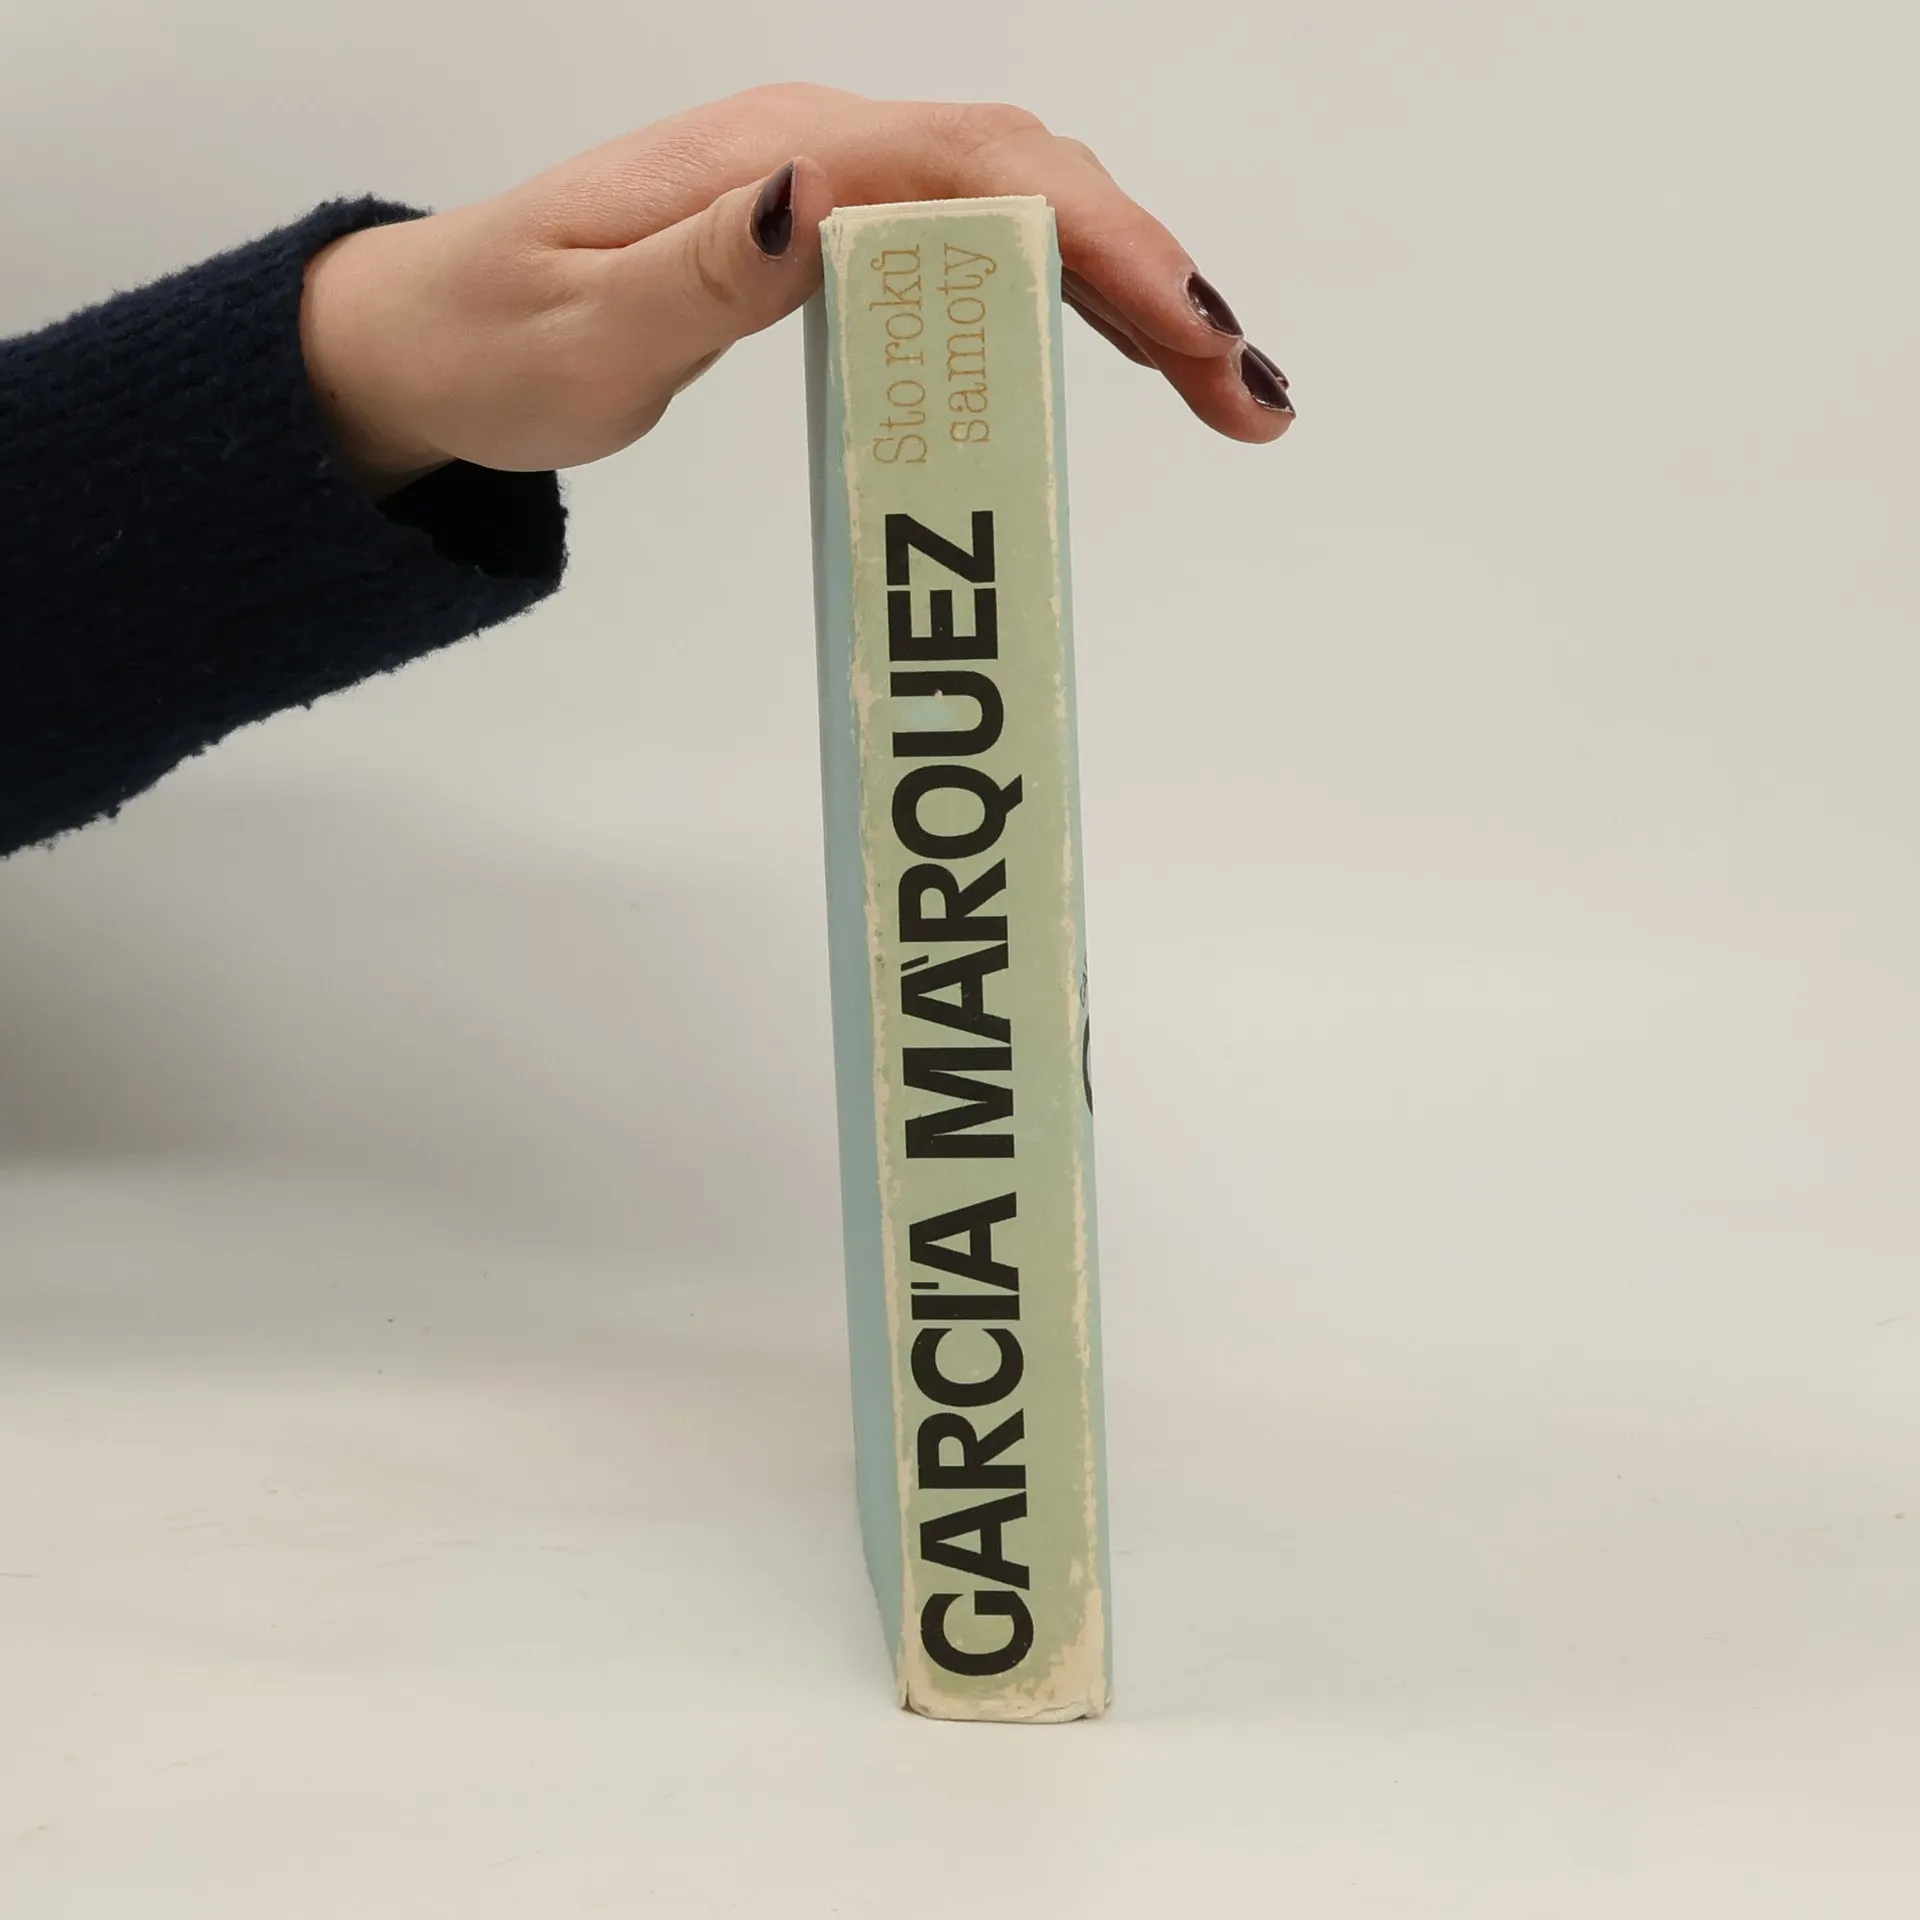 GARCÍA MÁRQUEZ
Sto roků
samoty